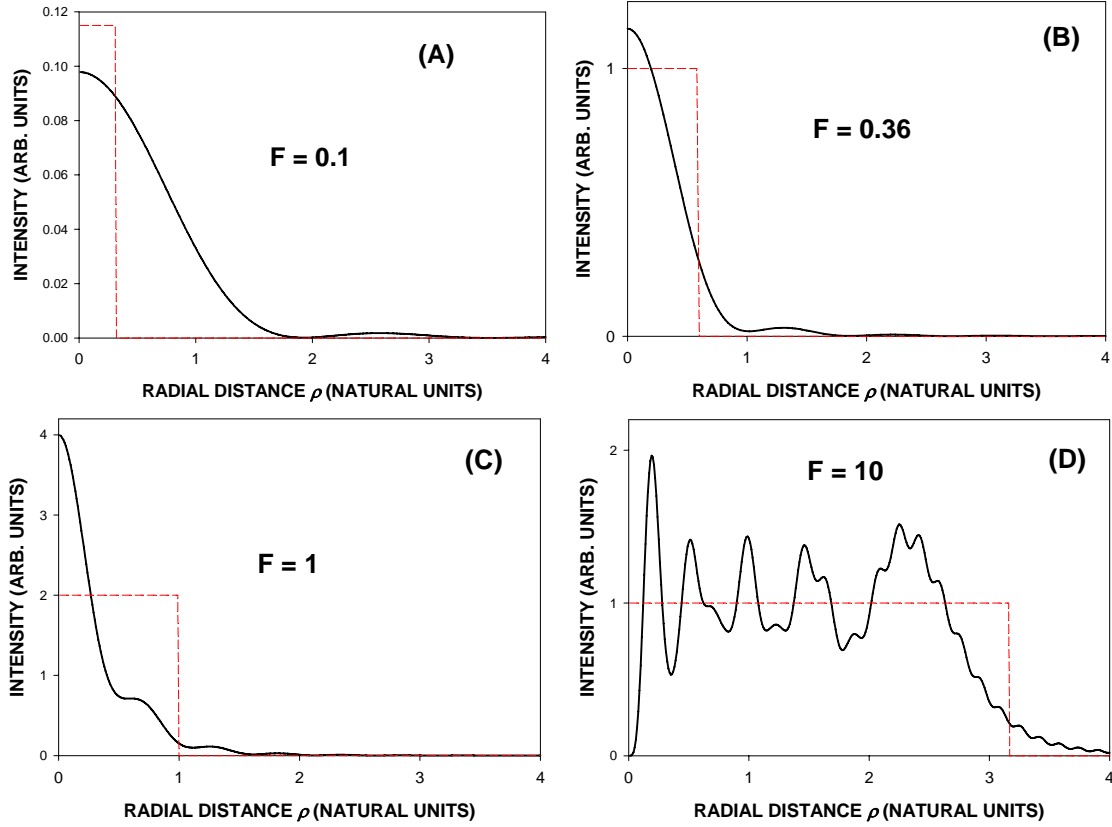 0.12
0.10
0.08
0.06
0.04
0.02
0.00
INTENSITY (ARB. UNITS)
(A)
F = 0.1
0 1 2 3 4
RADIAL DISTANCE ρ (NATURAL UNITS)
1
0
INTENSITY (ARB. UNITS)
(B)
F = 0.36
0 1 2 3 4
RADIAL DISTANCE ρ (NATURAL UNITS)
4
3
2
1
0
INTENSITY (ARB. UNITS)
(C)
F = 1
0 1 2 3 4
RADIAL DISTANCE ρ (NATURAL UNITS)
2
1
0
INTENSITY (ARB. UNITS)
(D)
F = 10
0 1 2 3 4
RADIAL DISTANCE ρ (NATURAL UNITS)